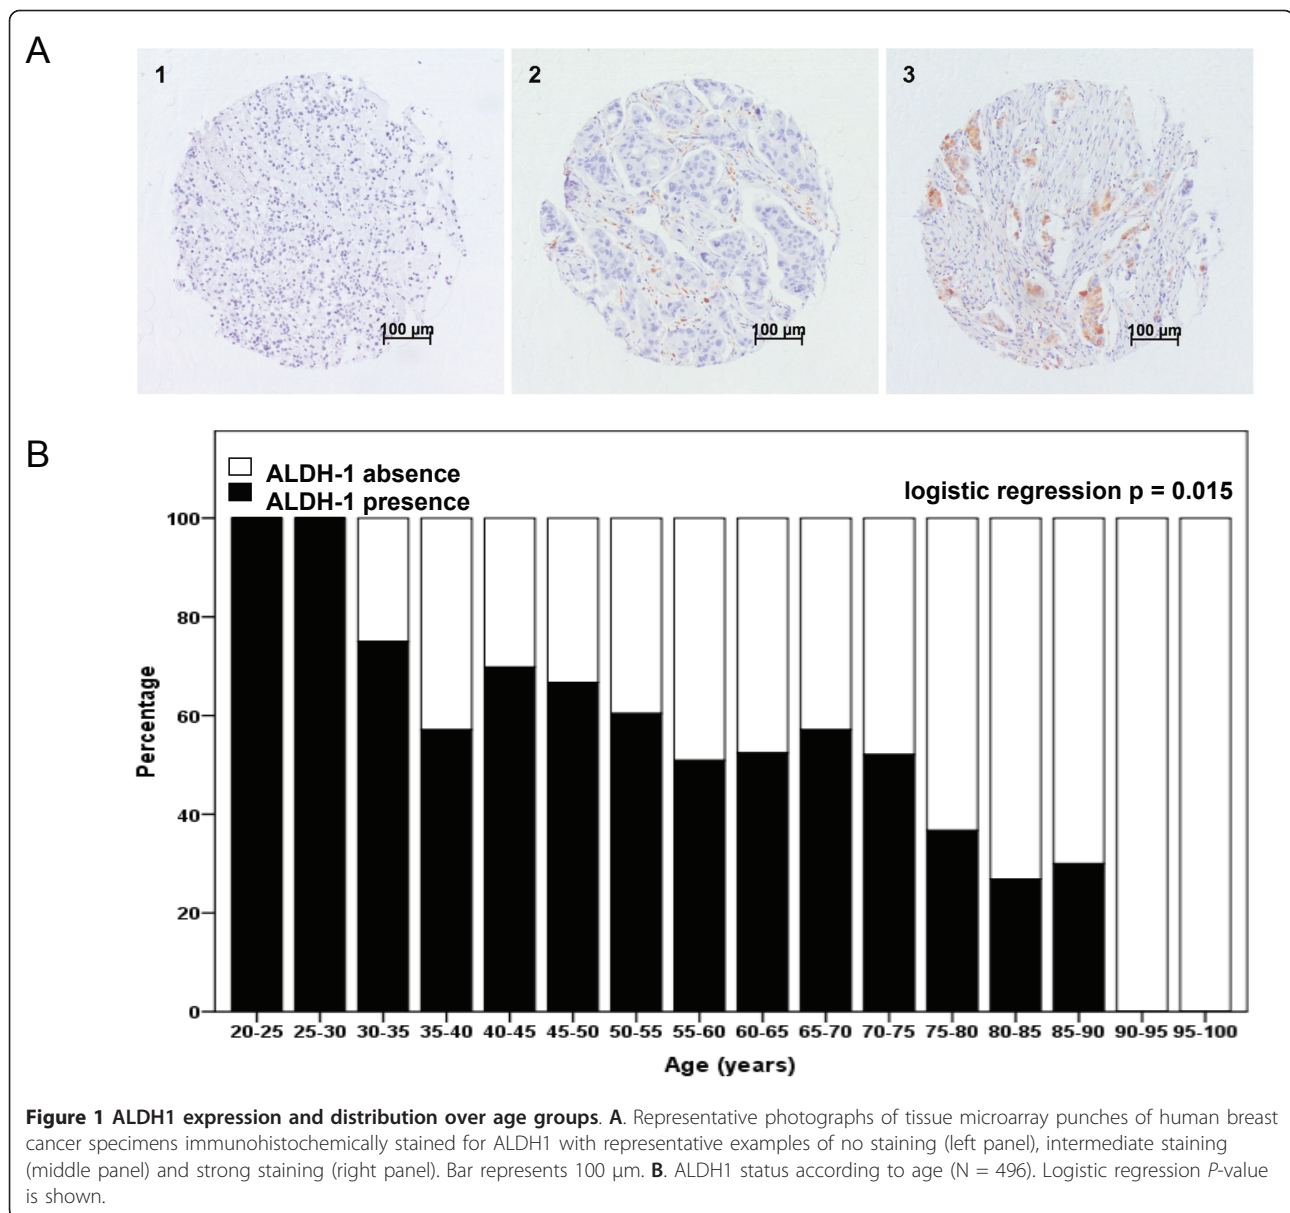 A
1
2
3
100 µm
100 µm
100 µm
B
ALDH-1 absence
ALDH-1 presence
logistic regression p = 0.015
100
80
60
40
20
0
Percentage
20-25 25-30 30-35 35-40 40-45 45-50 50-55 55-60 60-65 65-70 70-75 75-80 80-85 85-90 90-95 95-100
Age (years)
Figure 1 ALDH1 expression and distribution over age groups. A. Representative photographs of tissue microarray punches of human breast
cancer specimens immunohistochemically stained for ALDH1 with representative examples of no staining (left panel), intermediate staining
(middle panel) and strong staining (right panel). Bar represents 100 μm. B. ALDH1 status according to age (N = 496). Logistic regression P-value
is shown.